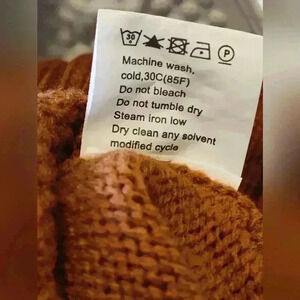 30
P
Machine wash,
cold,30C(85F)
Do not bleach
Do not tumble dry
Steam iron low
Dry clean any solvent
modified cycle